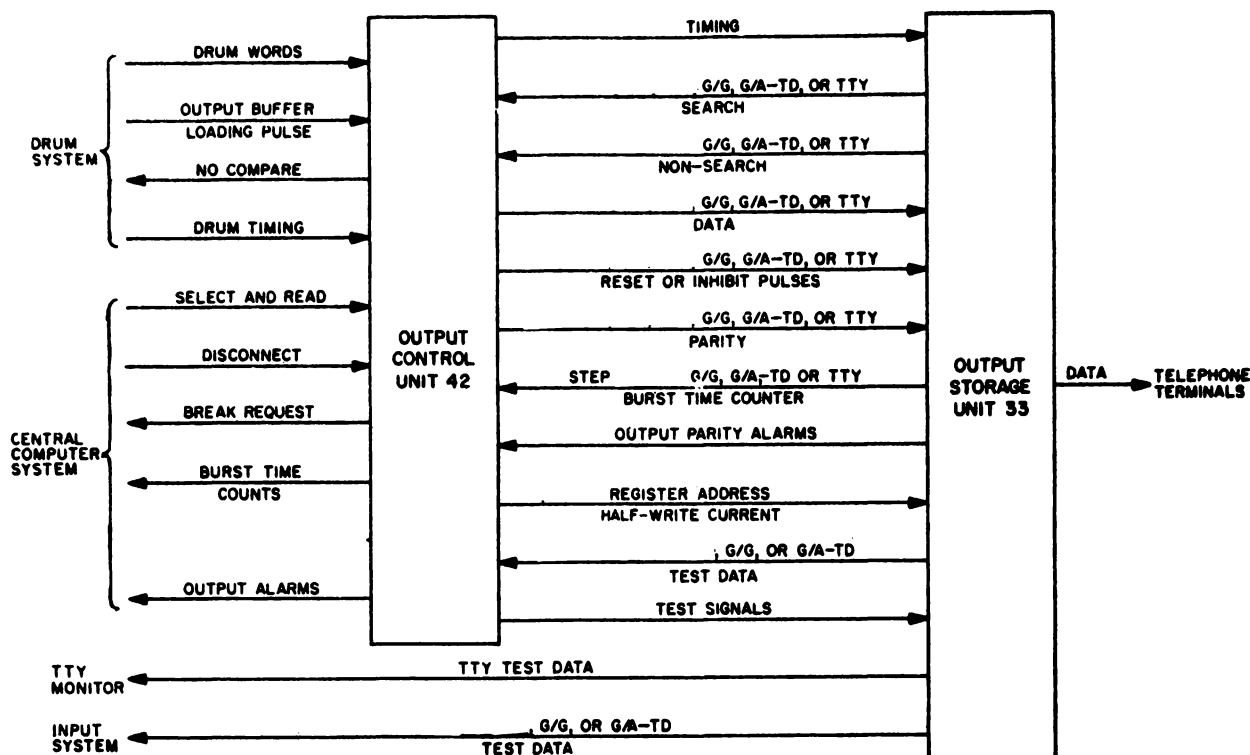 DRUM SYSTEM
DRUM WORDS
OUTPUT BUFFER
LOADING PULSE
NO COMPARE
DRUM TIMING
CENTRAL
COMPUTER
SYSTEM
SELECT AND READ
DISCONNECT
BREAK REQUEST
BURST TIME
COUNTS
OUTPUT ALARMS
OUTPUT
CONTROL
UNIT 42
TIMING
G/G, G/A-TD, OR TTY
SEARCH
G/G, G/A-TD, OR TTY
NON-SEARCH
, G/G, G/A-TD, OR TTY
DATA
G/G, G/A-TD, OR TTY
RESET OR INHIBIT PULSES
G/G, G/A-TD, OR TTY
PARITY
STEP G/G, G/A-TD OR TTY
BURST TIME COUNTER
OUTPUT PARITY ALARMS
REGISTER ADDRESS
HALF-WRITE CURRENT
, G/G, OR G/A-TD
TEST DATA
TEST SIGNALS
OUTPUT
STORAGE
UNIT 33
DATA
TELEPHONE
TERMINALS
TTY
MONITOR
TTY TEST DATA
INPUT
SYSTEM
, G/G, OR G/A-TD
TEST DATA